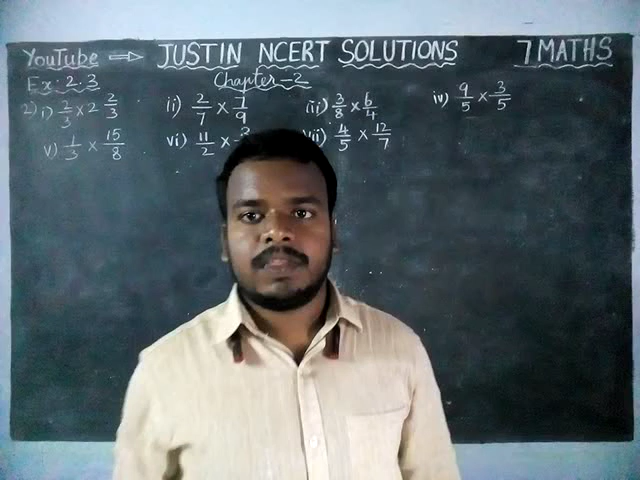 YouTube ⇒ JUSTIN NCERT SOLUTIONS 7 MATHS
Ex: 2.3 Chapter-2
2) i) 2/3 × 2 2/3 ii) 2/7 × 7/9 iii) 3/8 × 6/4 iv) 9/5 × 3/5
v) 1/3 × 15/8 vi) 11/2 × 3 vii) 4/5 × 12/7